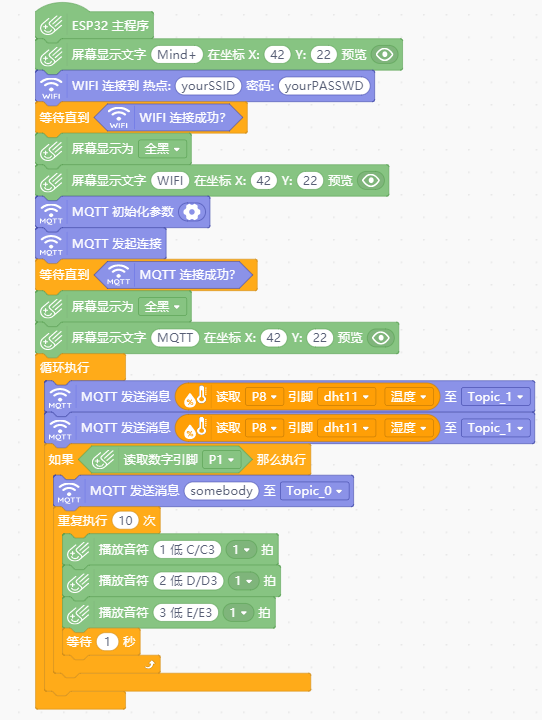 ESP32 主程序
屏幕显示文字 Mind+ 在坐标 X: 42 Y: 22 预览
WIFI WIFI 连接到 热点: yourSSID 密码: yourPASSWD
等待直到 WIFI WIFI 连接成功?
屏幕显示为 全黑
屏幕显示文字 WIFI 在坐标 X: 42 Y: 22 预览
MQTT MQTT 初始化参数
MQTT MQTT 发起连接
等待直到 MQTT MQTT 连接成功?
屏幕显示为 全黑
屏幕显示文字 MQTT 在坐标 X: 42 Y: 22 预览
循环执行
MQTT MQTT 发送消息 % 读取 P8 引脚 dht11 温度 至 Topic_1
MQTT MQTT 发送消息 % 读取 P8 引脚 dht11 湿度 至 Topic_1
如果 读取数字引脚 P1 那么执行
MQTT MQTT 发送消息 somebody 至 Topic_0
重复执行 10 次
播放音符 1 低 C/C3 1 拍
播放音符 2 低 D/D3 1 拍
播放音符 3 低 E/E3 1 拍
等待 1 秒